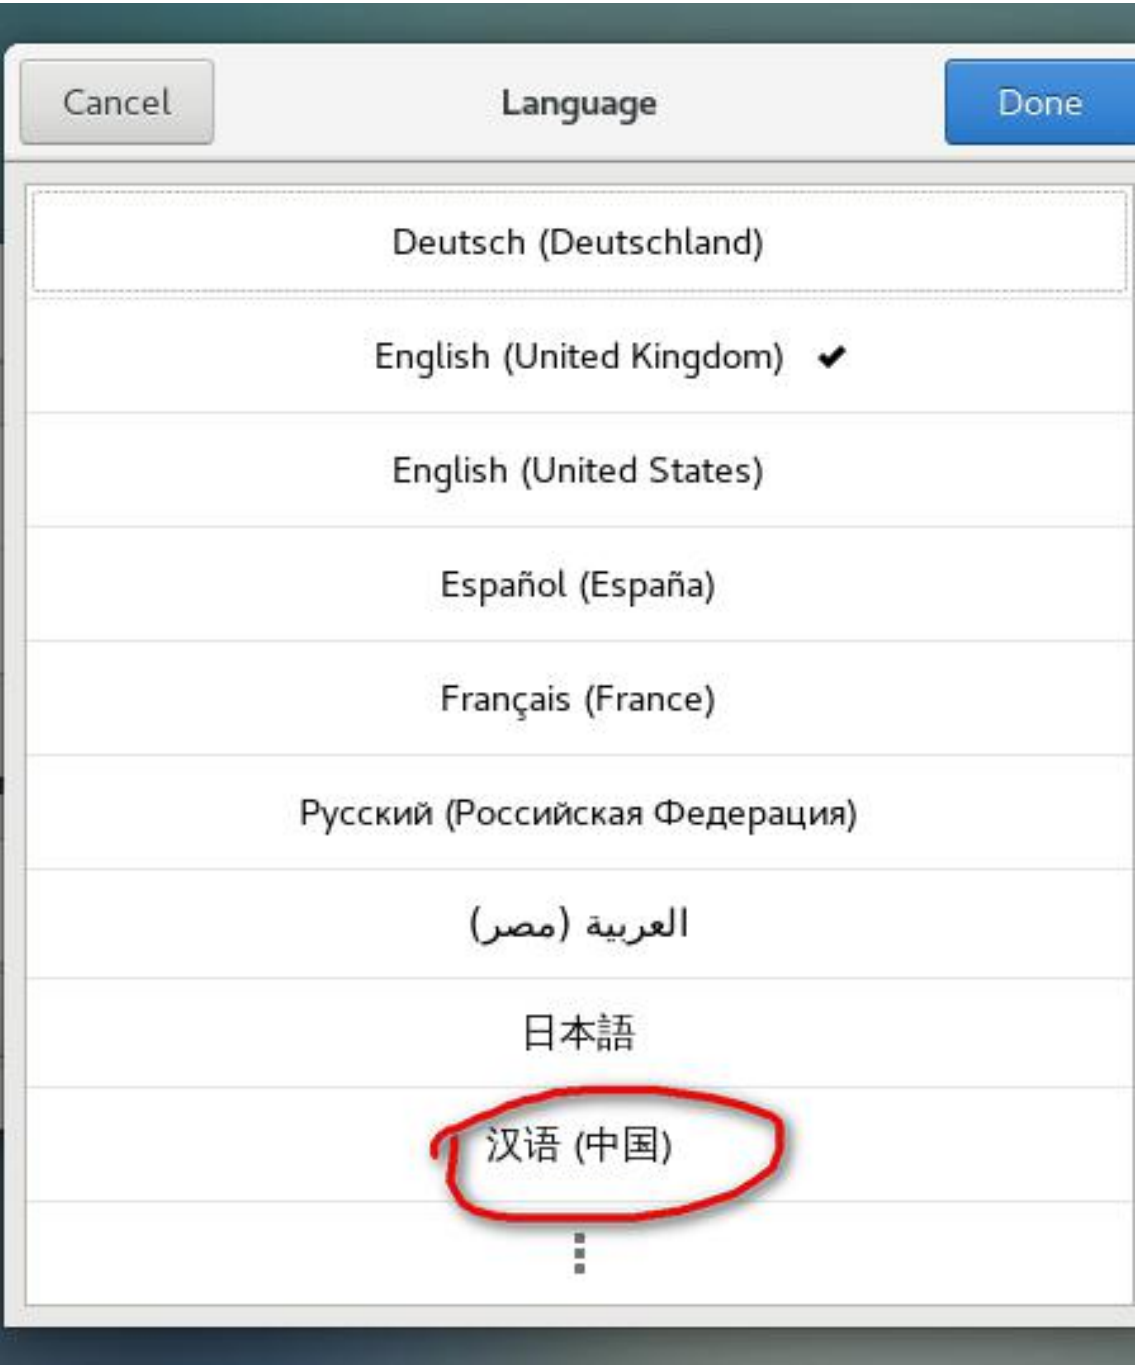 Cancel
Language
Done
Deutsch (Deutschland)
English (United Kingdom) ✔
English (United States)
Español (España)
Français (France)
Русский (Российская Федерация)
العربية (مصر)
日本語
汉语 (中国)